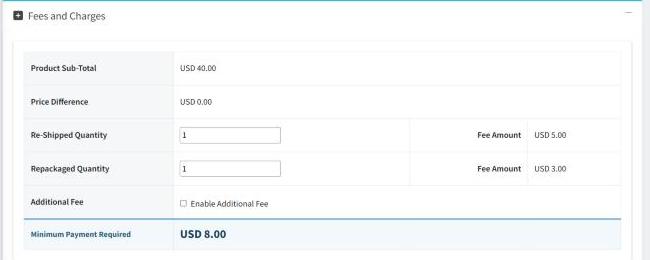 Fees and Charges
Product Sub-Total USD 40.00
Price Difference USD 0.00
Re-Shipped Quantity 1 Fee Amount USD 5.00
Repackaged Quantity 1 Fee Amount USD 3.00
Additional Fee Enable Additional Fee
Minimum Payment Required USD 8.00